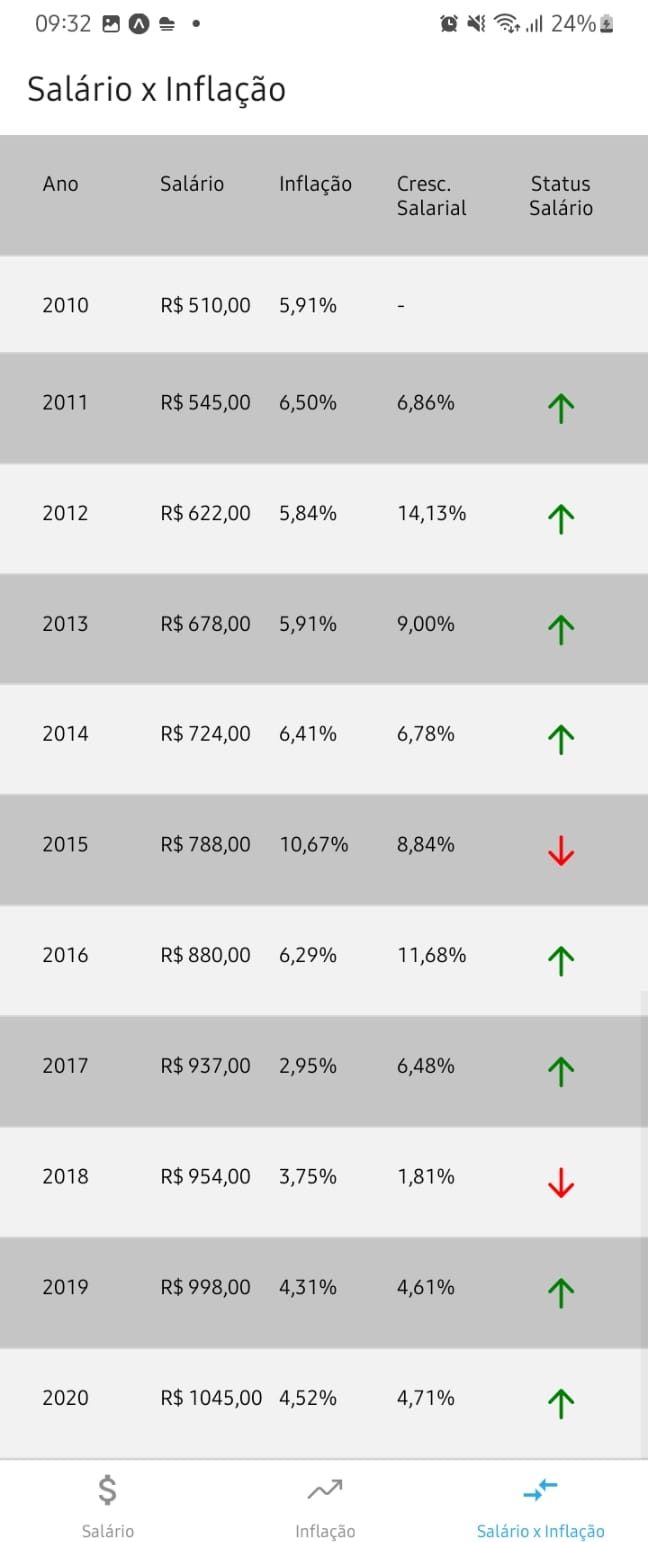 09:32 24%
Salário x Inflação
Ano Salário Inflação Cresc. Salarial Status Salário
2010 R$ 510,00 5,91% -
2011 R$ 545,00 6,50% 6,86%
2012 R$ 622,00 5,84% 14,13%
2013 R$ 678,00 5,91% 9,00%
2014 R$ 724,00 6,41% 6,78%
2015 R$ 788,00 10,67% 8,84%
2016 R$ 880,00 6,29% 11,68%
2017 R$ 937,00 2,95% 6,48%
2018 R$ 954,00 3,75% 1,81%
2019 R$ 998,00 4,31% 4,61%
2020 R$ 1045,00 4,52% 4,71%
Salário Inflação Salário x Inflação